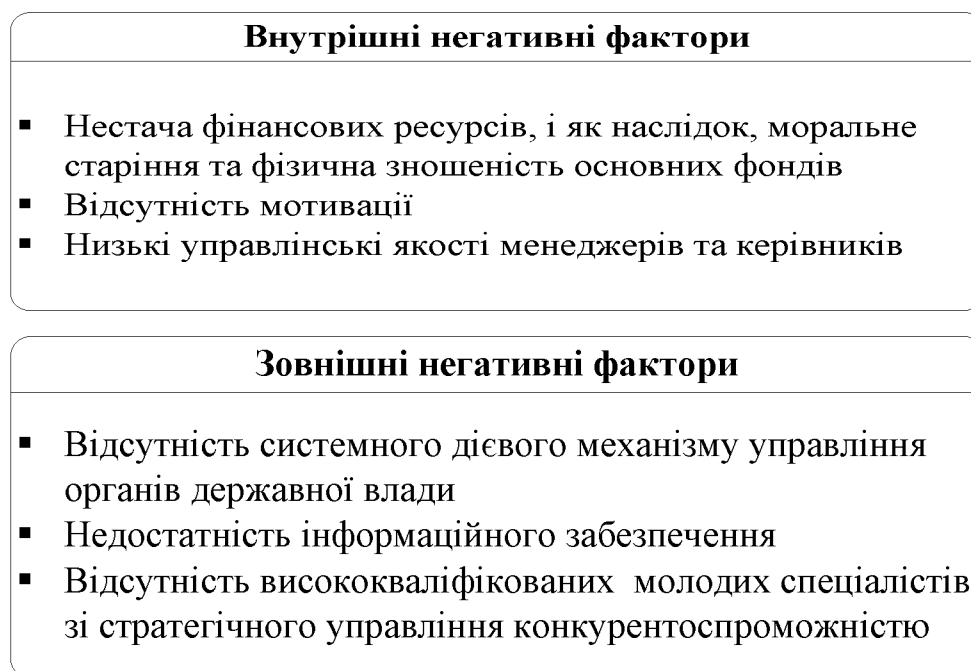 Внутрішні негативні фактори
▪ Нестача фінансових ресурсів, і як наслідок, моральне
старіння та фізична зношеність основних фондів
▪ Відсутність мотивації
▪ Низькі управлінські якості менеджерів та керівників
Зовнішні негативні фактори
▪ Відсутність системного дієвого механізму управління
органів державної влади
▪ Недостатність інформаційного забезпечення
▪ Відсутність висококваліфікованих молодих спеціалістів
зі стратегічного управління конкурентоспроможністю